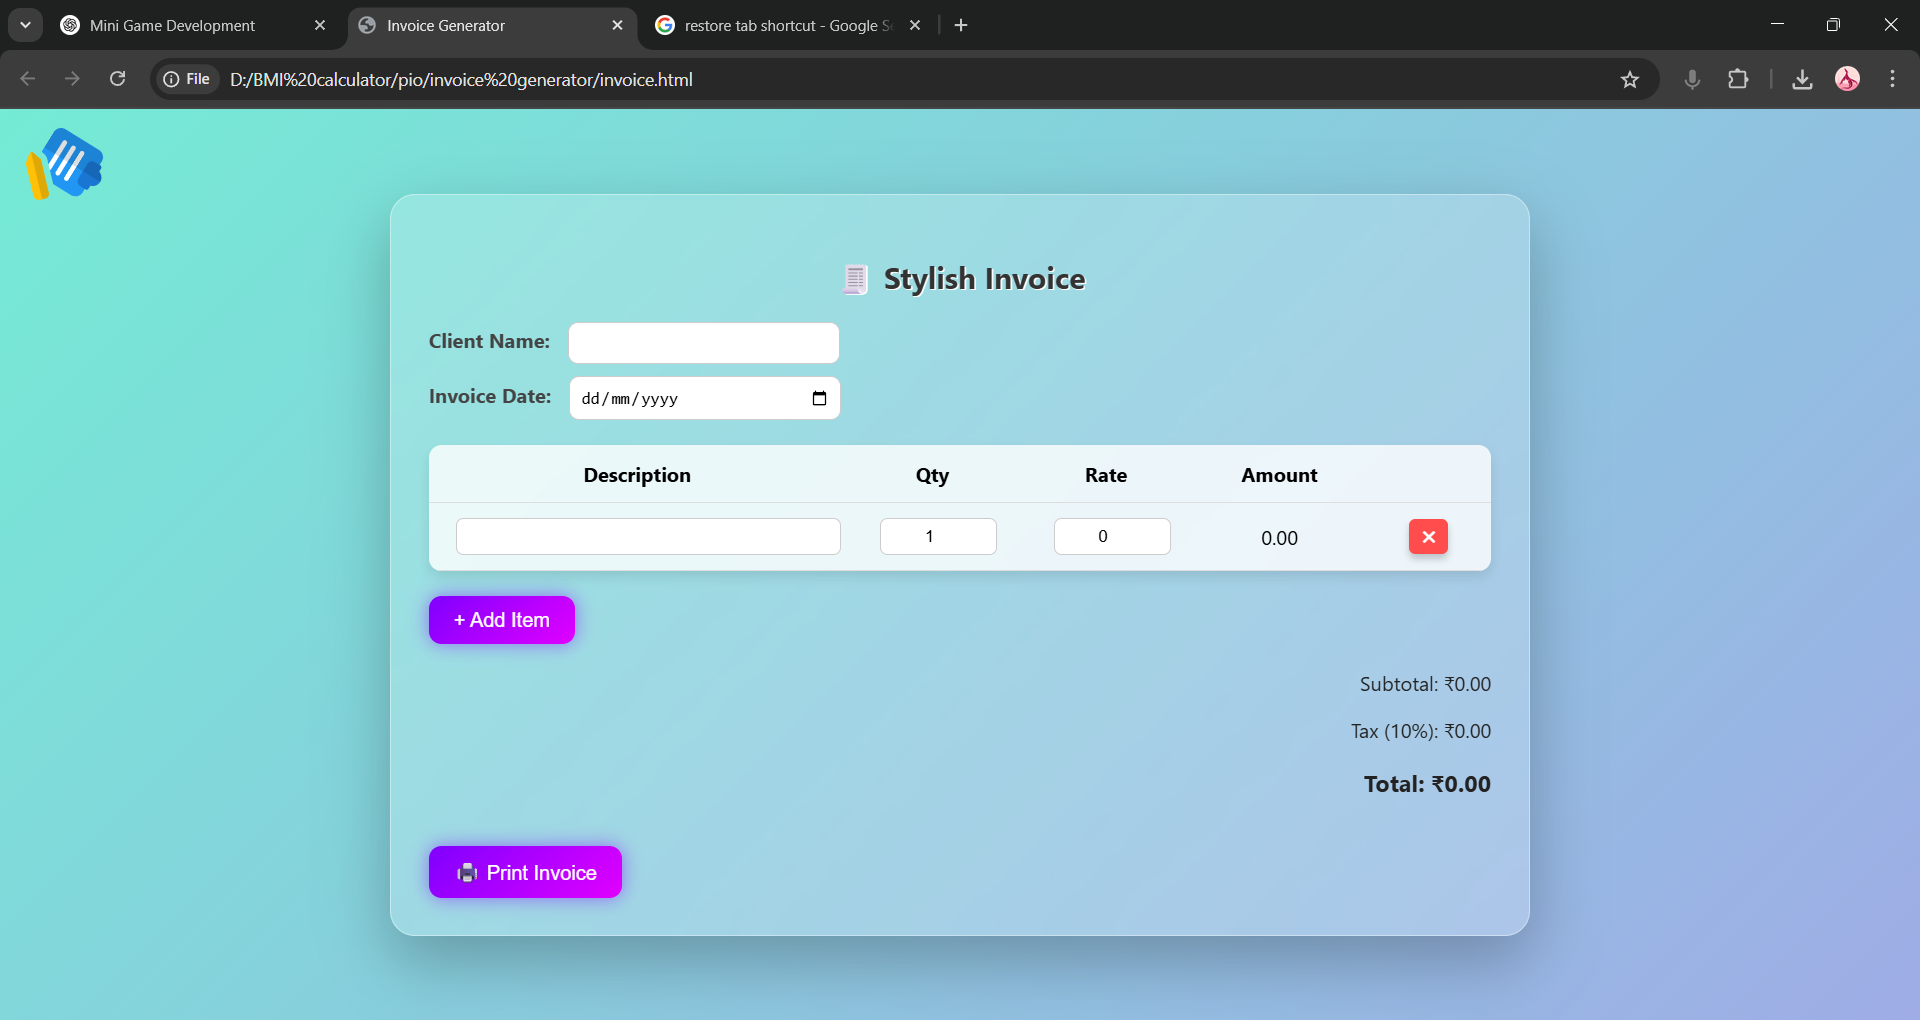 Mini Game Development
Invoice Generator
restore tab shortcut - Google
File
D:/BMI%20calculator/pio/invoice%20generator/invoice.html
Stylish Invoice
Client Name:
Invoice Date: dd/mm/yyyy
Description Qty Rate Amount
1 0 0.00
+ Add Item
Subtotal: ₹0.00
Tax (10%): ₹0.00
Total: ₹0.00
Print Invoice